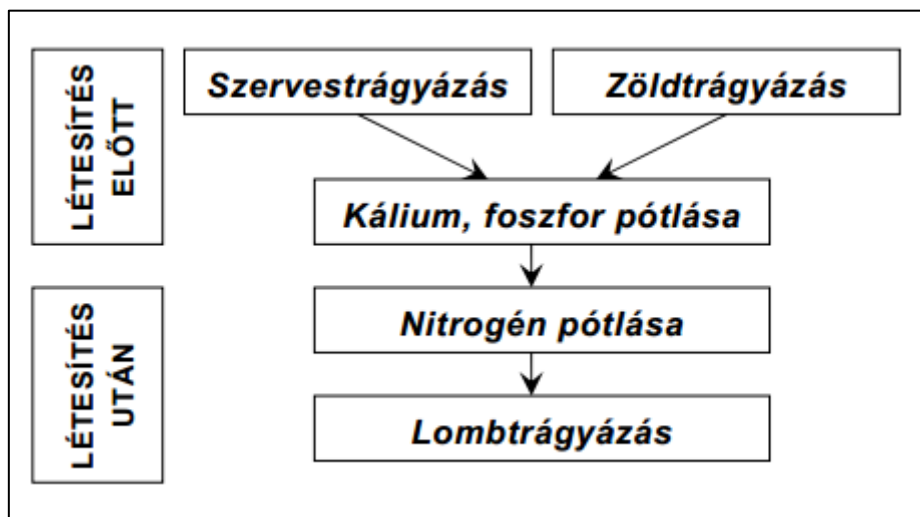 LÉTESÍTÉS
ELŐTT
Szervestrágyázás
Zöldtrágyázás
Kálium, foszfor pótlása
LÉTESÍTÉS
UTÁN
Nitrogén pótlása
Lombtrágyázás